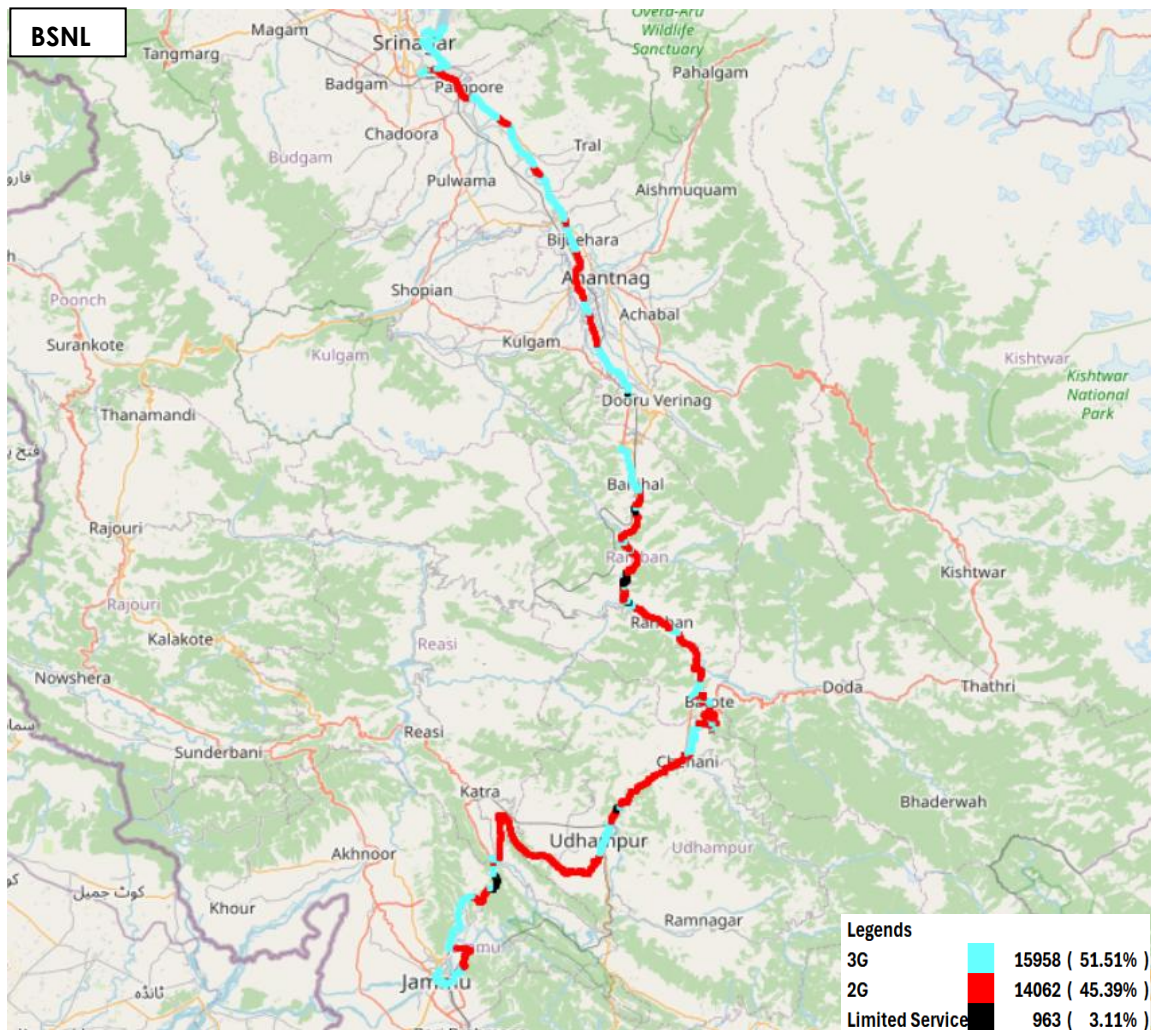 BSNL
Magam
Srinagar
Overa-Aru
Wildlife
Sanctuary
Tangmarg
Pahalgam
Badgam
Pampore
Chadoora
Tral
Budgam
Pulwama
Aishmuquam
Anantnag
Shopian
Poonch
Achabal
Surankote
Kulgam
Kulgam
Kishtwar
Kishtwar
National
Park
Dooru Verinag
Thanamandi
Rajouri
Ramban
Kishtwar
Rajouri
Ramban
Kalakote
Reasi
Nowshera
Doda
Thathri
Batote
Reasi
Sunderbani
Chenani
Katra
Bhaderwah
Udhampur
Udhampur
Akhnoor
کوٹ جمیل
Khour
Ramnagar
Jammu
Legends
3G 15958 ( 51.51% )
2G 14062 ( 45.39% )
Limited Service 963 ( 3.11% )